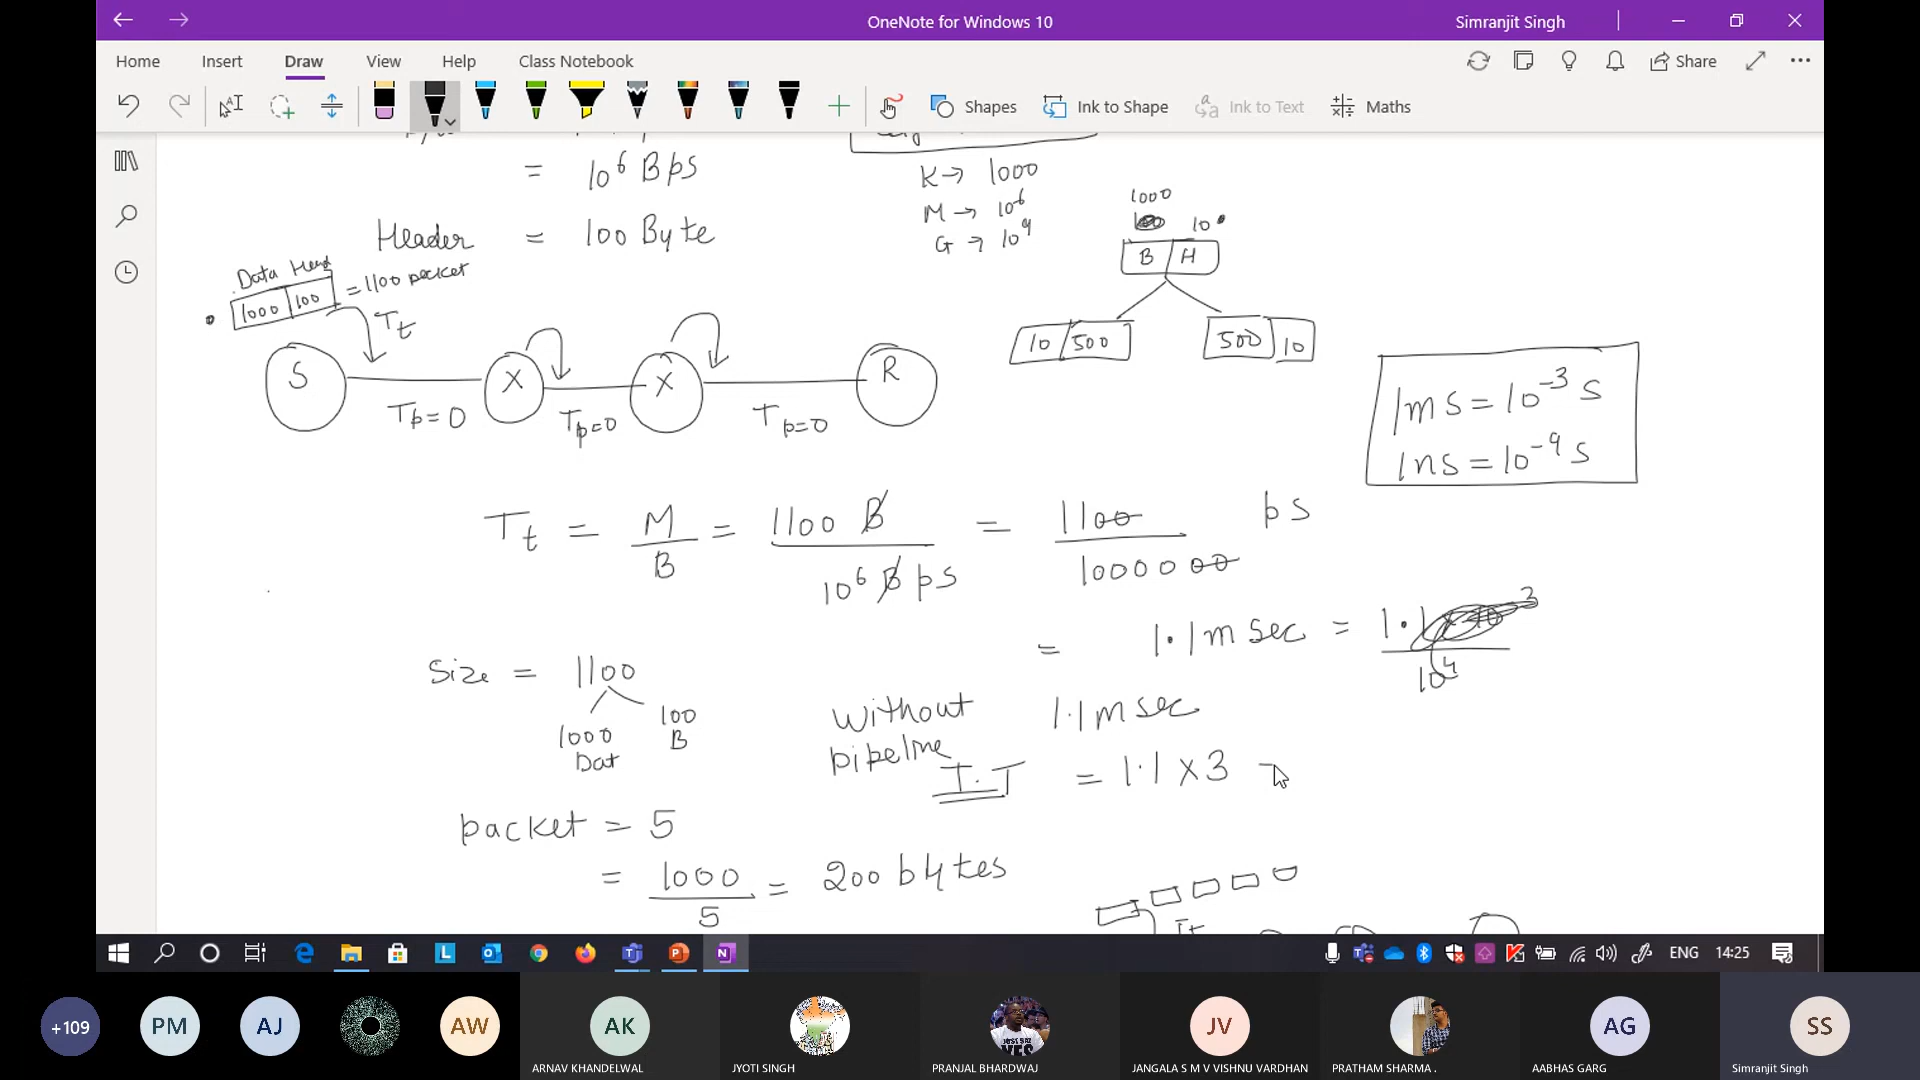 OneNote for Windows 10
Simranjit Singh
Home Insert Draw View Help Class Notebook
Share
Shapes Ink to Shape Ink to Text Maths
= 10⁶ Bps
K → 1000
M → 10⁶
G → 10⁹
1000
10
B H
Header = 100 Byte
Data Head
1000 100 = 1100 packet
Tt
10 500
500 10
S X X R
Tp=0 Tp=0 Tp=0
1ms = 10⁻³ s
1ns = 10⁻⁹ s
Tt = M/B = 1100 B / 10⁶ Bps = 1100 / 1000000 ps
= 1.1 msec = 1.1 / 10⁴
Size = 1100
1000 Dat
100 B
without pipeline
1.1 msec
T.T = 1.1 x 3
packet = 5
= 1000/5 = 200 bytes
Tt
ENG 14:25
+109 PM AJ AW AK JV AG SS
ARNAV KHANDELWAL
JYOTI SINGH
PRANJAL BHARDWAJ
JANGALA S M V VISHNU VARDHAN
PRATHAM SHARMA .
AABHAS GARG
Simranjit Singh